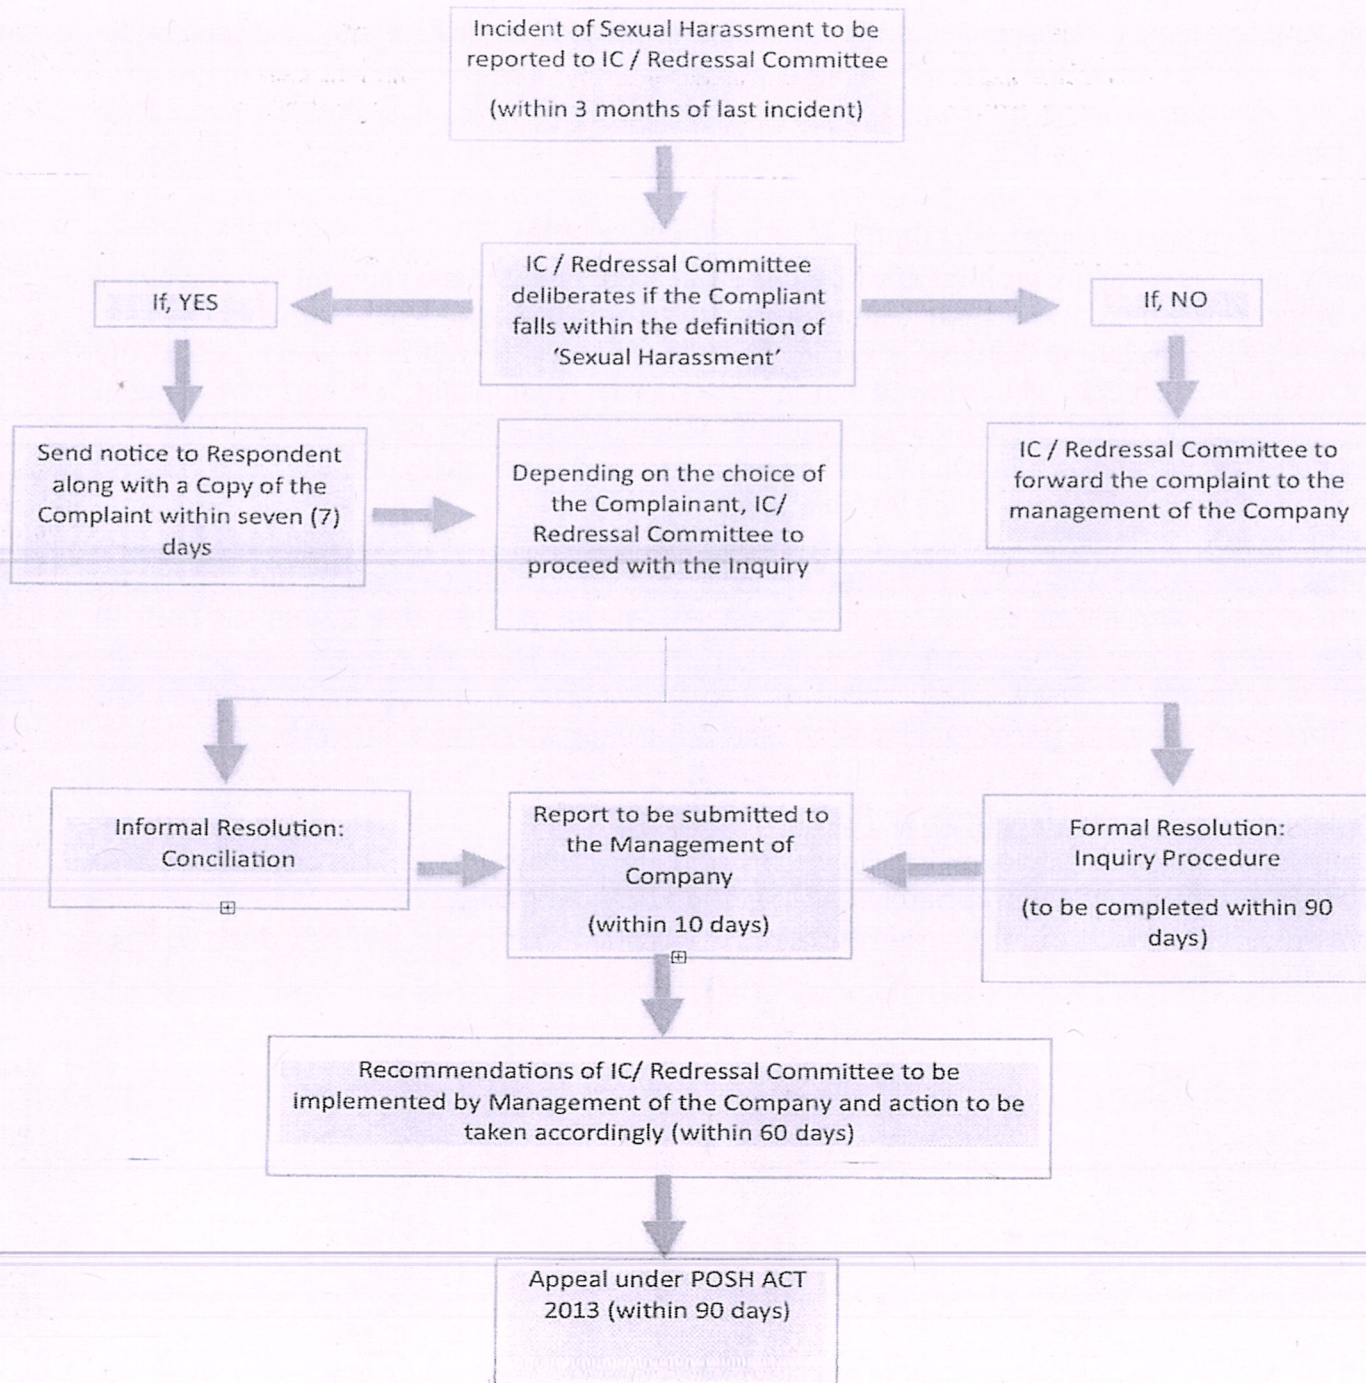 Incident of Sexual Harassment to be
reported to IC / Redressal Committee
(within 3 months of last incident)
IC / Redressal Committee
deliberates if the Compliant
falls within the definition of
‘Sexual Harassment’
If, YES
If, NO
Send notice to Respondent
along with a Copy of the
Complaint within seven (7)
days
Depending on the choice of
the Complainant, IC/
Redressal Committee to
proceed with the Inquiry
IC / Redressal Committee to
forward the complaint to the
management of the Company
Informal Resolution:
Conciliation
Report to be submitted to
the Management of
Company
(within 10 days)
Formal Resolution:
Inquiry Procedure
(to be completed within 90
days)
Recommendations of IC/ Redressal Committee to be
implemented by Management of the Company and action to be
taken accordingly (within 60 days)
Appeal under POSH ACT
2013 (within 90 days)